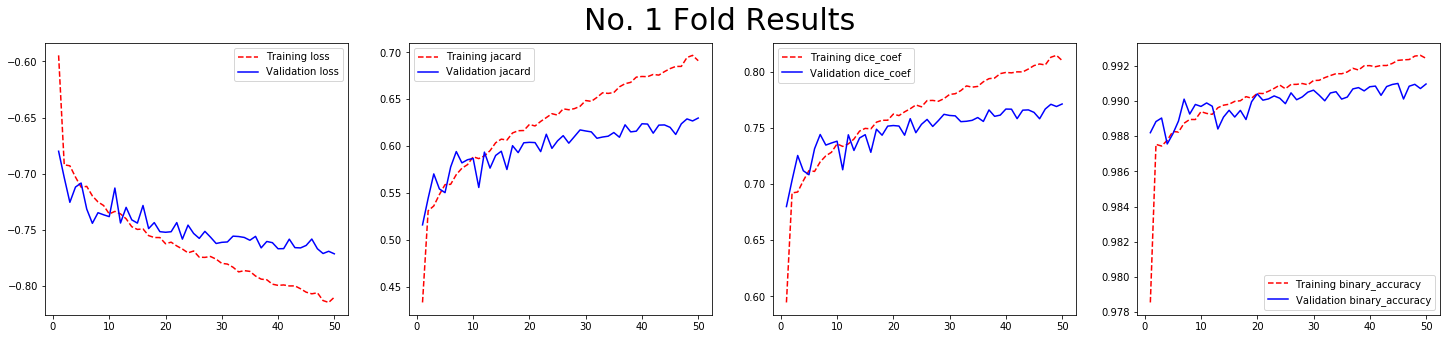 No. 1 Fold Results
Training loss
Validation loss
−0.60
−0.65
−0.70
−0.75
−0.80
0 10 20 30 40 50
Training jacard
Validation jacard
0.70
0.65
0.60
0.55
0.50
0.45
0 10 20 30 40 50
Training dice_coef
Validation dice_coef
0.80
0.75
0.70
0.65
0.60
0 10 20 30 40 50
0.992
0.990
0.988
0.986
0.984
0.982
0.980
0.978
Training binary_accuracy
Validation binary_accuracy
0 10 20 30 40 50